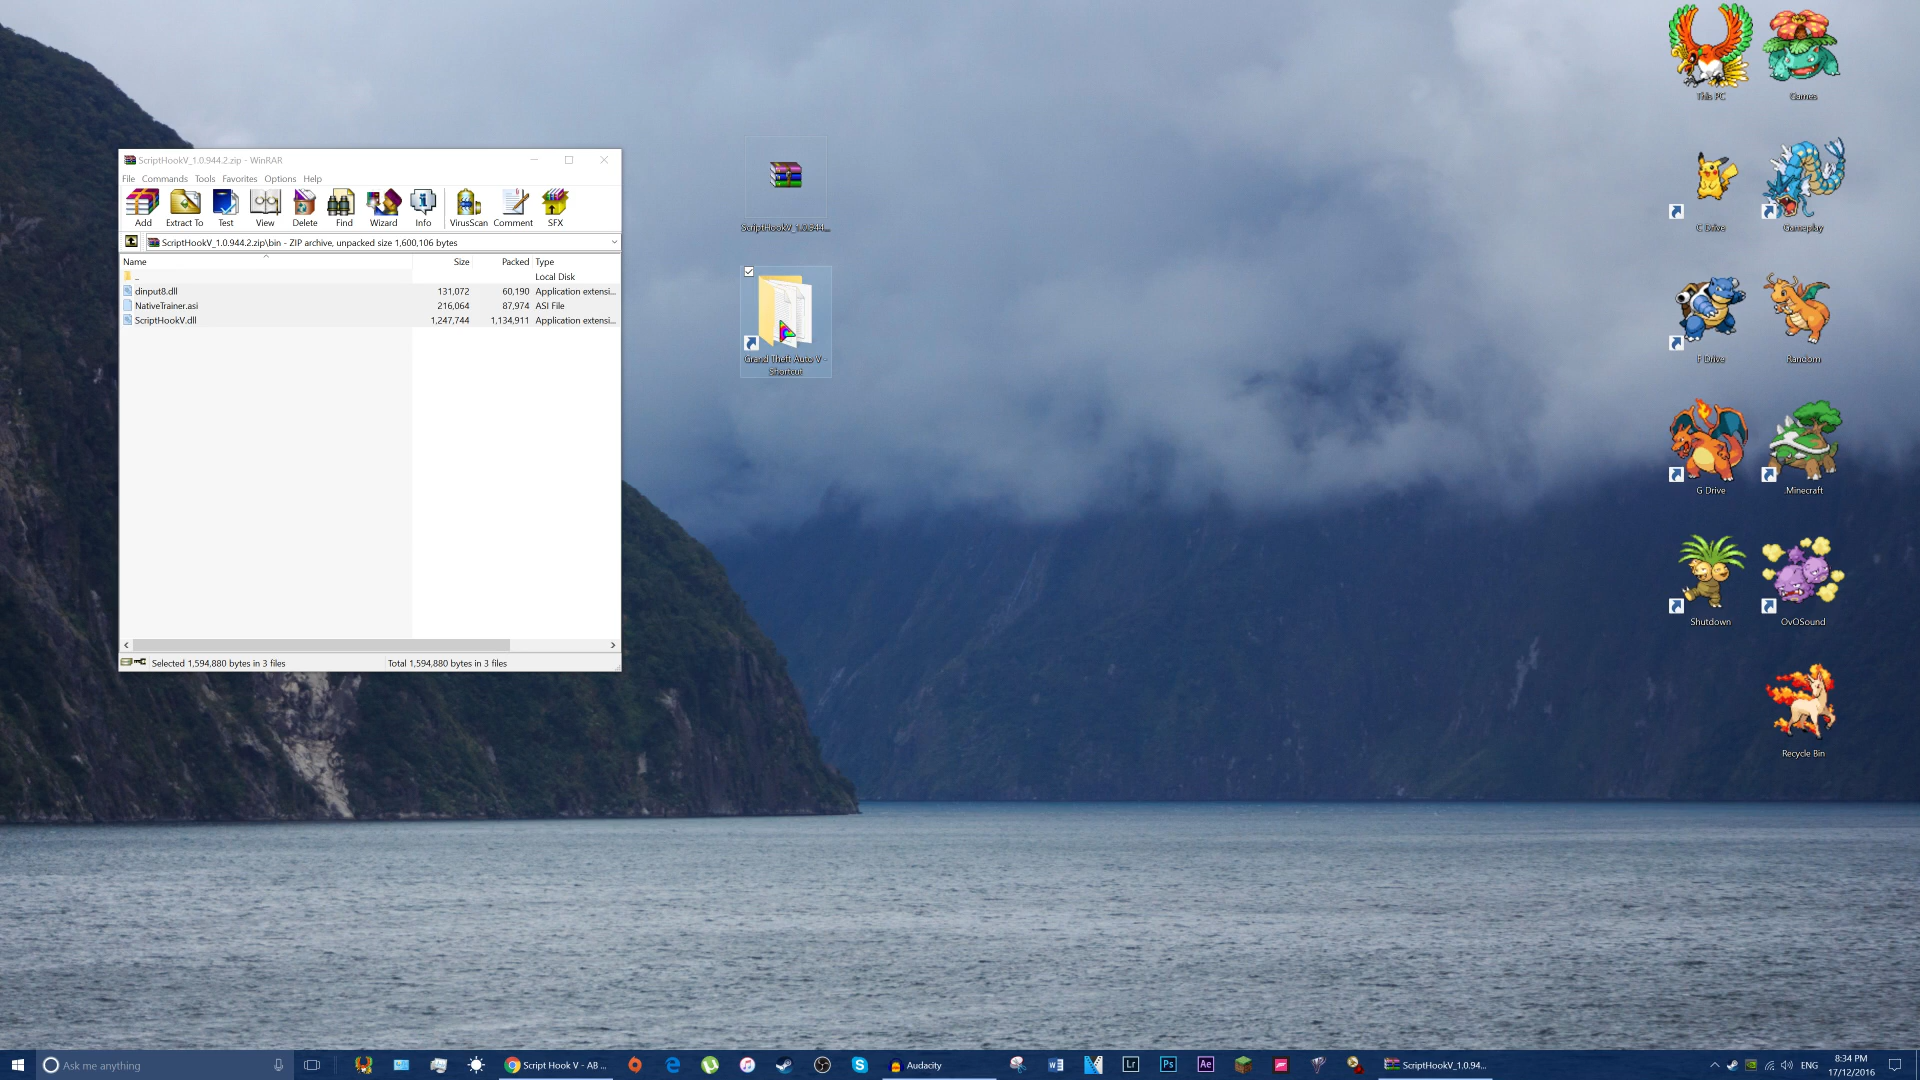 ScriptHookV_1.0.944.2.zip - WinRAR
File Commands Tools Favorites Options Help
Add Extract To Test View Delete Find Wizard Info VirusScan Comment SFX
ScriptHookV_1.0.944.2.zip\bin - ZIP archive, unpacked size 1,600,106 bytes
Name Size Packed Type
.. Local Disk
dinput8.dll 131,072 60,190 Application extensi...
NativeTrainer.asi 216,064 87,974 ASI File
ScriptHookV.dll 1,247,744 1,134,911 Application extensi...
Selected 1,594,880 bytes in 3 files Total 1,594,880 bytes in 3 files
ScriptHookV_1.0.944...
Grand Theft Auto V -
Shortcut
This PC
Games
C Drive
Gameplay
F Drive
Random
G Drive
.Minecraft
Shutdown
OvOSound
Recycle Bin
Ask me anything
Script Hook V - AB ...
Audacity
Lr
Ps
Ae
ScriptHookV_1.0.94...
ENG
8:34 PM
17/12/2016